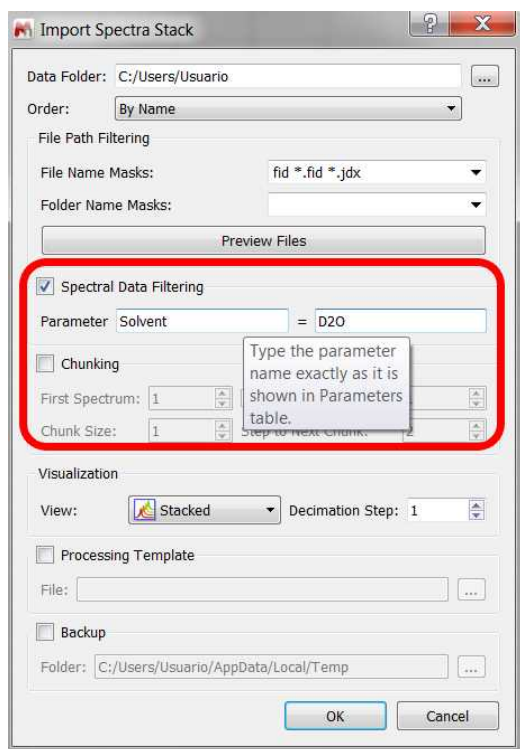 Import Spectra Stack
Data Folder: C:/Users/Usuario ...
Order: By Name
File Path Filtering
File Name Masks: fid *.fid *.jdx
Folder Name Masks:
Preview Files
Spectral Data Filtering
Parameter Solvent = D2O
Type the parameter
name exactly as it is
shown in Parameters
table.
Chunking
First Spectrum: 1
Chunk Size: 1 Step to Next Chunk: 2
Visualization
View: Stacked Decimation Step: 1
Processing Template
File: ...
Backup
Folder: C:/Users/Usuario/AppData/Local/Temp ...
OK Cancel